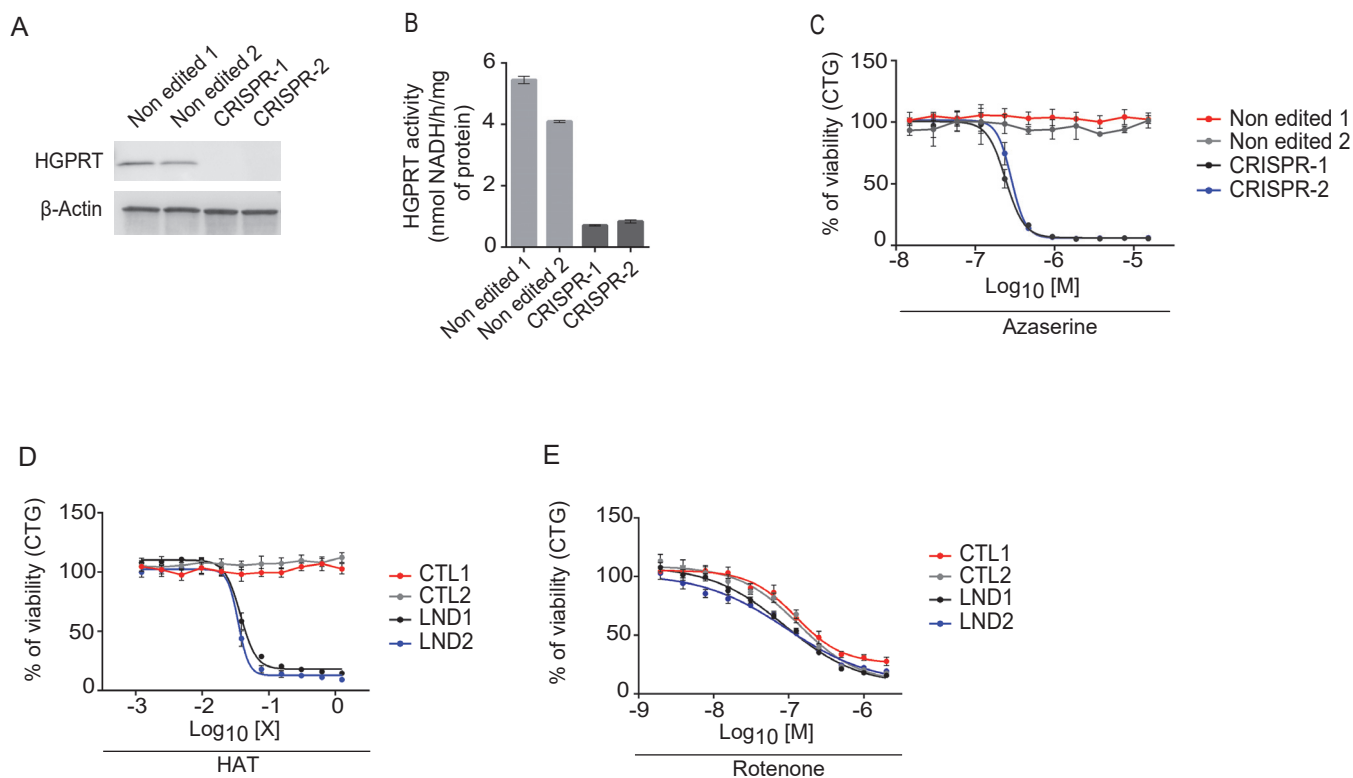 A
Non edited 1
Non edited 2
CRISPR-1
CRISPR-2
HGPRT
β-Actin
B
HGPRT activity
(nmol NADH/h/mg
of protein)
6
4
2
0
Non edited 1
Non edited 2
CRISPR-1
CRISPR-2
C
% of viability (CTG)
150
100
50
0
-8 -7 -6 -5
Log10 [M]
Azaserine
Non edited 1
Non edited 2
CRISPR-1
CRISPR-2
D
% of viability (CTG)
150
100
50
0
-3 -2 -1 0
Log10 [X]
HAT
CTL1
CTL2
LND1
LND2
E
% of viability (CTG)
150
100
50
0
-9 -8 -7 -6
Log10 [M]
Rotenone
CTL1
CTL2
LND1
LND2